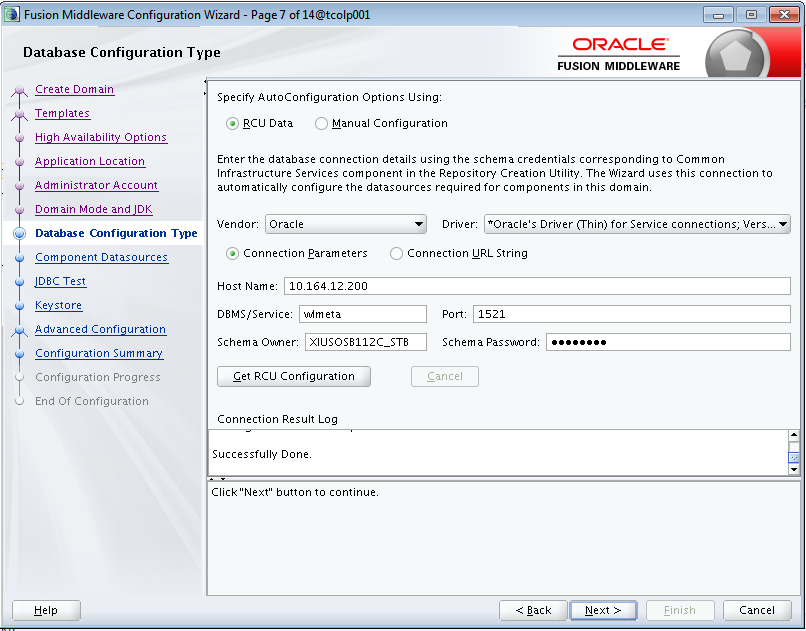 Fusion Middleware Configuration Wizard - Page 7 of 14@tcolp001
Database Configuration Type
ORACLE
FUSION MIDDLEWARE
Create Domain
Templates
High Availability Options
Application Location
Administrator Account
Domain Mode and JDK
Database Configuration Type
Component Datasources
JDBC Test
Keystore
Advanced Configuration
Configuration Summary
Configuration Progress
End Of Configuration
Specify AutoConfiguration Options Using:
RCU Data Manual Configuration
Enter the database connection details using the schema credentials corresponding to Common
Infrastructure Services component in the Repository Creation Utility. The Wizard uses this connection to
automatically configure the datasources required for components in this domain.
Vendor: Oracle Driver: *Oracle's Driver (Thin) for Service connections; Vers...
Connection Parameters Connection URL String
Host Name: 10.164.12.200
DBMS/Service: wlmeta Port: 1521
Schema Owner: XIUSOSB112C_STB Schema Password: ●●●●●●●●
Get RCU Configuration Cancel
Connection Result Log
Successfully Done.
Click "Next" button to continue.
Help < Back Next > Finish Cancel